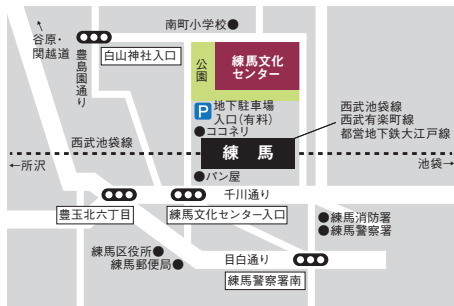 南町小学校
谷原・
関越道
豊島園通り
白山神社入口
公園
練馬文化
センター
P
地下駐車場
入口(有料)
ココネリ
西武池袋線
西武有楽町線
都営地下鉄大江戸線
西武池袋線
練馬
←所沢
池袋→
パン屋
千川通り
豊玉北六丁目
練馬文化センター入口
練馬消防署
練馬警察署
練馬区役所
練馬郵便局
目白通り
練馬警察署南